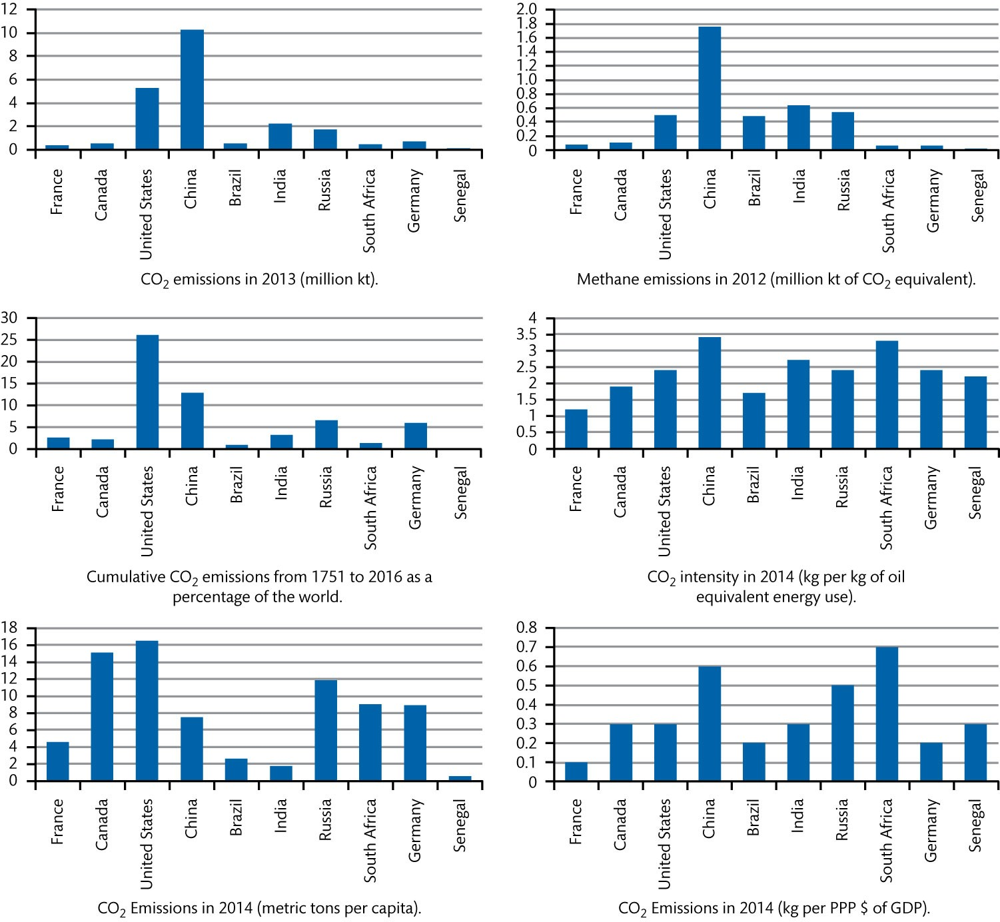 12
10
8
6
4
2
0
France
Canada
United States
China
Brazil
India
Russia
South Africa
Germany
Senegal
CO2 emissions in 2013 (million kt).
2.0
1.8
1.6
1.4
1.2
1.0
0.8
0.6
0.4
0.2
0
France
Canada
United States
China
Brazil
India
Russia
South Africa
Germany
Senegal
Methane emissions in 2012 (million kt of CO2 equivalent).
30
25
20
15
10
5
0
France
Canada
United States
China
Brazil
India
Russia
South Africa
Germany
Senegal
Cumulative CO2 emissions from 1751 to 2016 as a
percentage of the world.
4
3.5
3
2.5
2
1.5
1
0.5
0
France
Canada
United States
China
Brazil
India
Russia
South Africa
Germany
Senegal
CO2 intensity in 2014 (kg per kg of oil
equivalent energy use).
18
16
14
12
10
8
6
4
2
0
France
Canada
United States
China
Brazil
India
Russia
South Africa
Germany
Senegal
CO2 Emissions in 2014 (metric tons per capita).
0.8
0.7
0.6
0.5
0.4
0.3
0.2
0.1
0
France
Canada
United States
China
Brazil
India
Russia
South Africa
Germany
Senegal
CO2 Emissions in 2014 (kg per PPP $ of GDP).